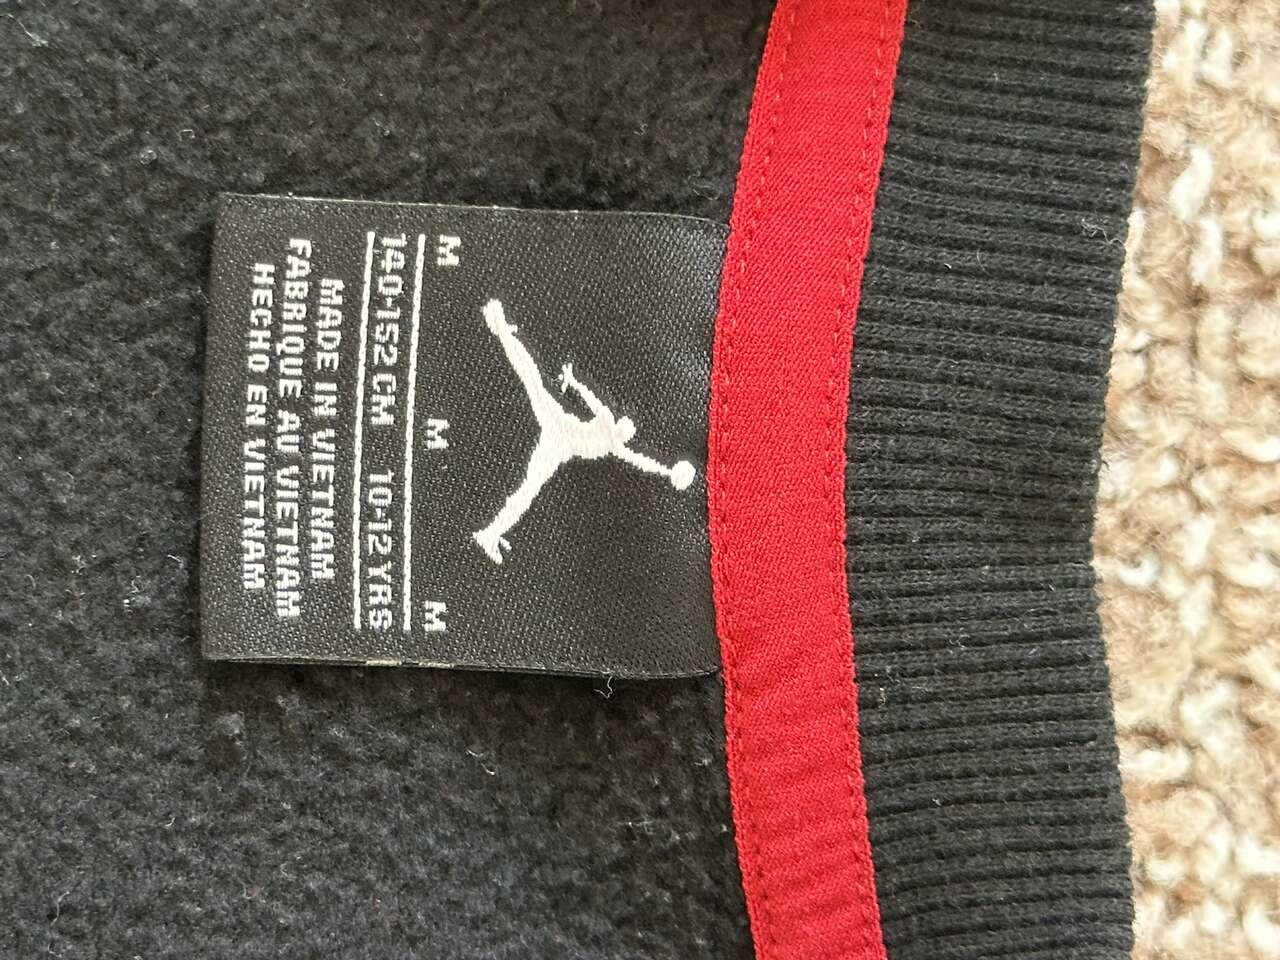 M M M
140-152 CM 10-12 YRS
MADE IN VIETNAM
FABRIQUE AU VIETNAM
HECHO EN VIETNAM